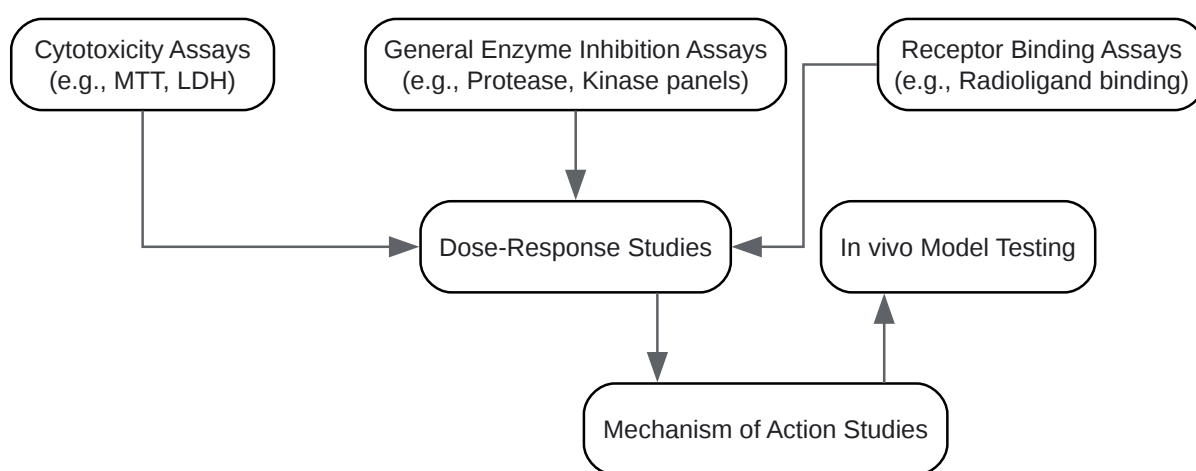 Cytotoxicity Assays
(e.g., MTT, LDH)
General Enzyme Inhibition Assays
(e.g., Protease, Kinase panels)
Receptor Binding Assays
(e.g., Radioligand binding)
Dose-Response Studies
In vivo Model Testing
Mechanism of Action Studies